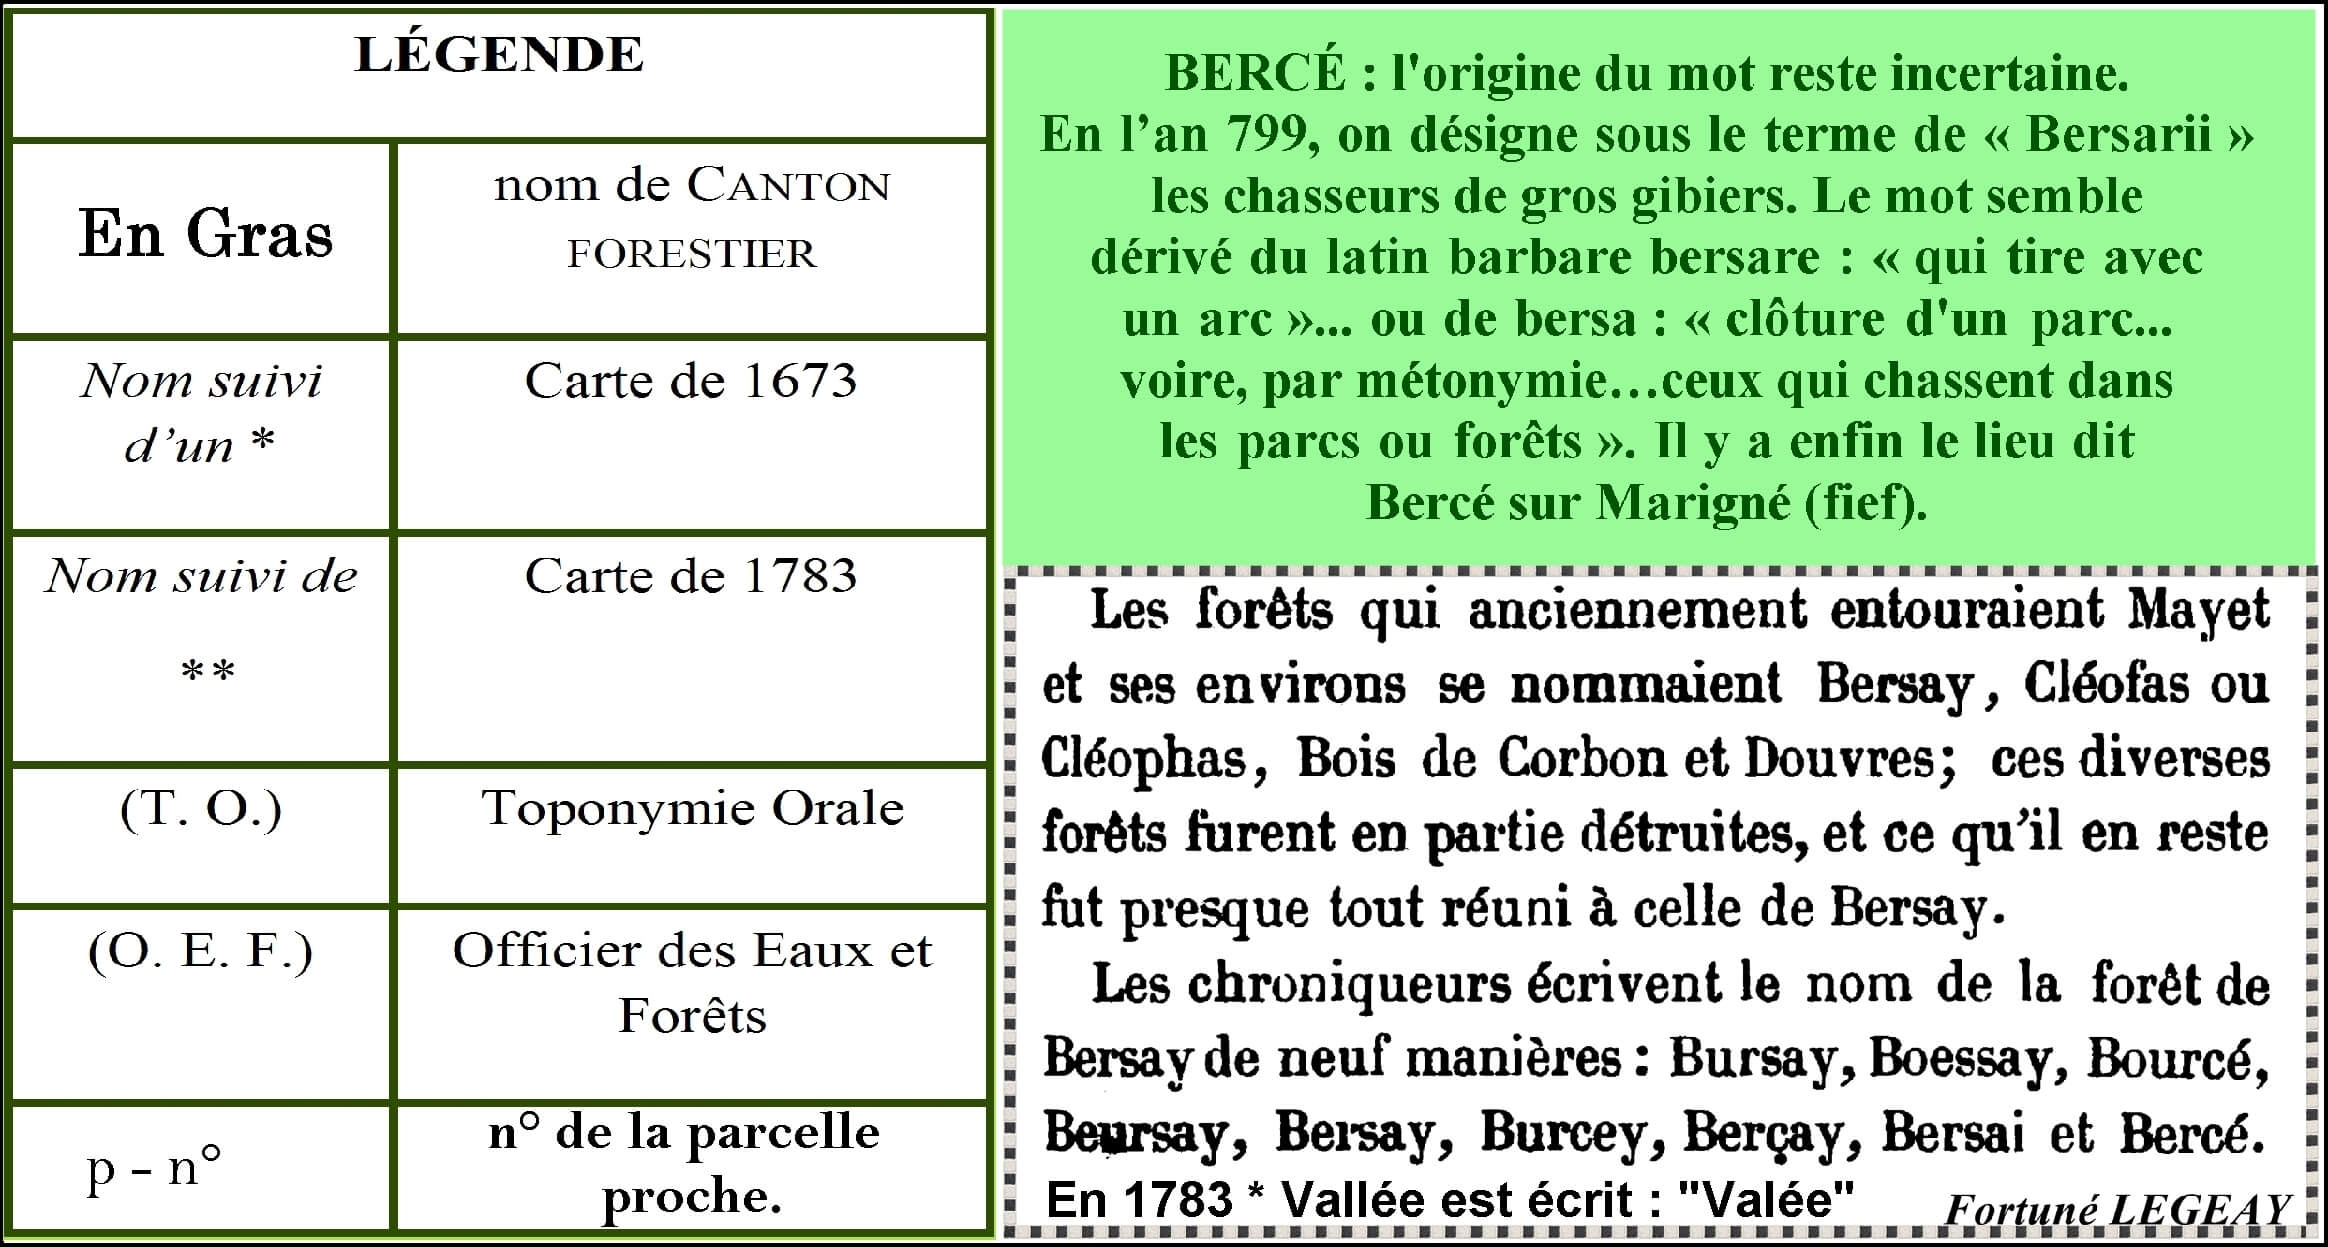 LÉGENDE
En Gras
nom de CANTON
FORESTIER
Nom suivi
d’un *
Carte de 1673
Nom suivi de
**
Carte de 1783
(T. O.)
Toponymie Orale
(O. E. F.)
Officier des Eaux et
Forêts
p - n°
n° de la parcelle
proche.
BERCÉ : l'origine du mot reste incertaine.
En l’an 799, on désigne sous le terme de « Bersarii »
les chasseurs de gros gibiers. Le mot semble
dérivé du latin barbare bersare : « qui tire avec
un arc »... ou de bersa : « clôture d'un parc...
voire, par métonymie…ceux qui chassent dans
les parcs ou forêts ». Il y a enfin le lieu dit
Bercé sur Marigné (fief).
Les forêts qui anciennement entouraient Mayet
et ses environs se nommaient Bersay, Cléofas ou
Cléophas, Bois de Corbon et Douvres; ces diverses
forêts furent en partie détruites, et ce qu’il en reste
fut presque tout réuni à celle de Bersay.
Les chroniqueurs écrivent le nom de la forêt de
Bersay de neuf manières : Bursay, Boessay, Bourcé,
Beursay, Bersay, Burcey, Berçay, Bersai et Bercé.
En 1783 * Vallée est écrit : "Valée"
Fortuné LEGEAY